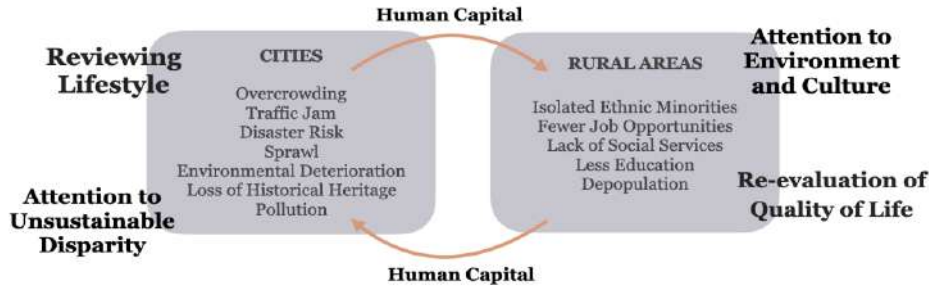 Human Capital
Reviewing
Lifestyle
CITIES
Overcrowding
Traffic Jam
Disaster Risk
Sprawl
Environmental Deterioration
Loss of Historical Heritage
Pollution
Attention to
Unsustainable
Disparity
RURAL AREAS
Isolated Ethnic Minorities
Fewer Job Opportunities
Lack of Social Services
Less Education
Depopulation
Attention to
Environment
and Culture
Re-evaluation of
Quality of Life
Human Capital